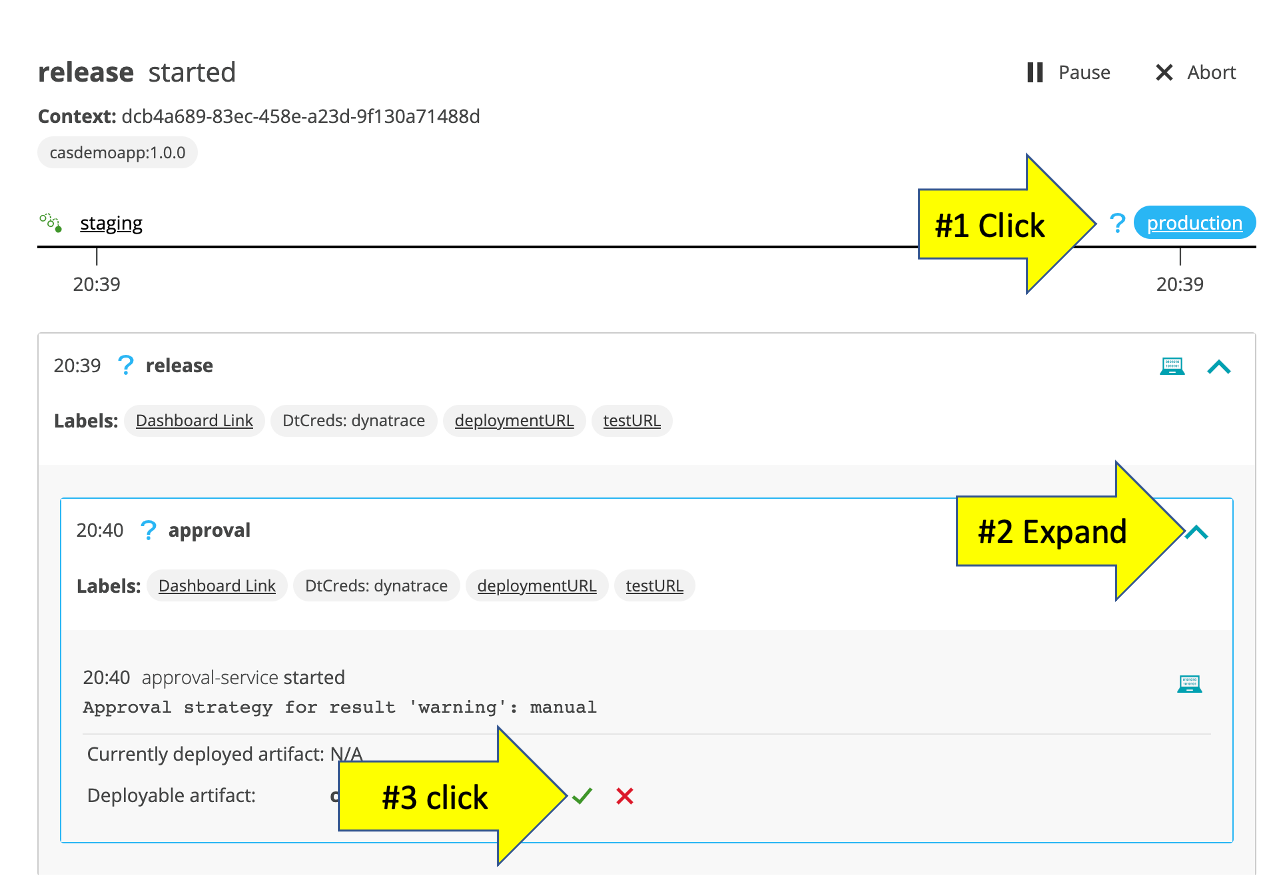 release started
Pause
Abort
Context: dcb4a689-83ec-458e-a23d-9f130a71488d
casdemoapp:1.0.0
staging
#1 Click
? production
20:39
20:39
20:39 ? release
Labels: Dashboard Link DtCreds: dynatrace deploymentURL testURL
20:40 ? approval
#2 Expand
Labels: Dashboard Link DtCreds: dynatrace deploymentURL testURL
20:40 approval-service started
Approval strategy for result 'warning': manual
Currently deployed artifact: N/A
Deployable artifact:
#3 click